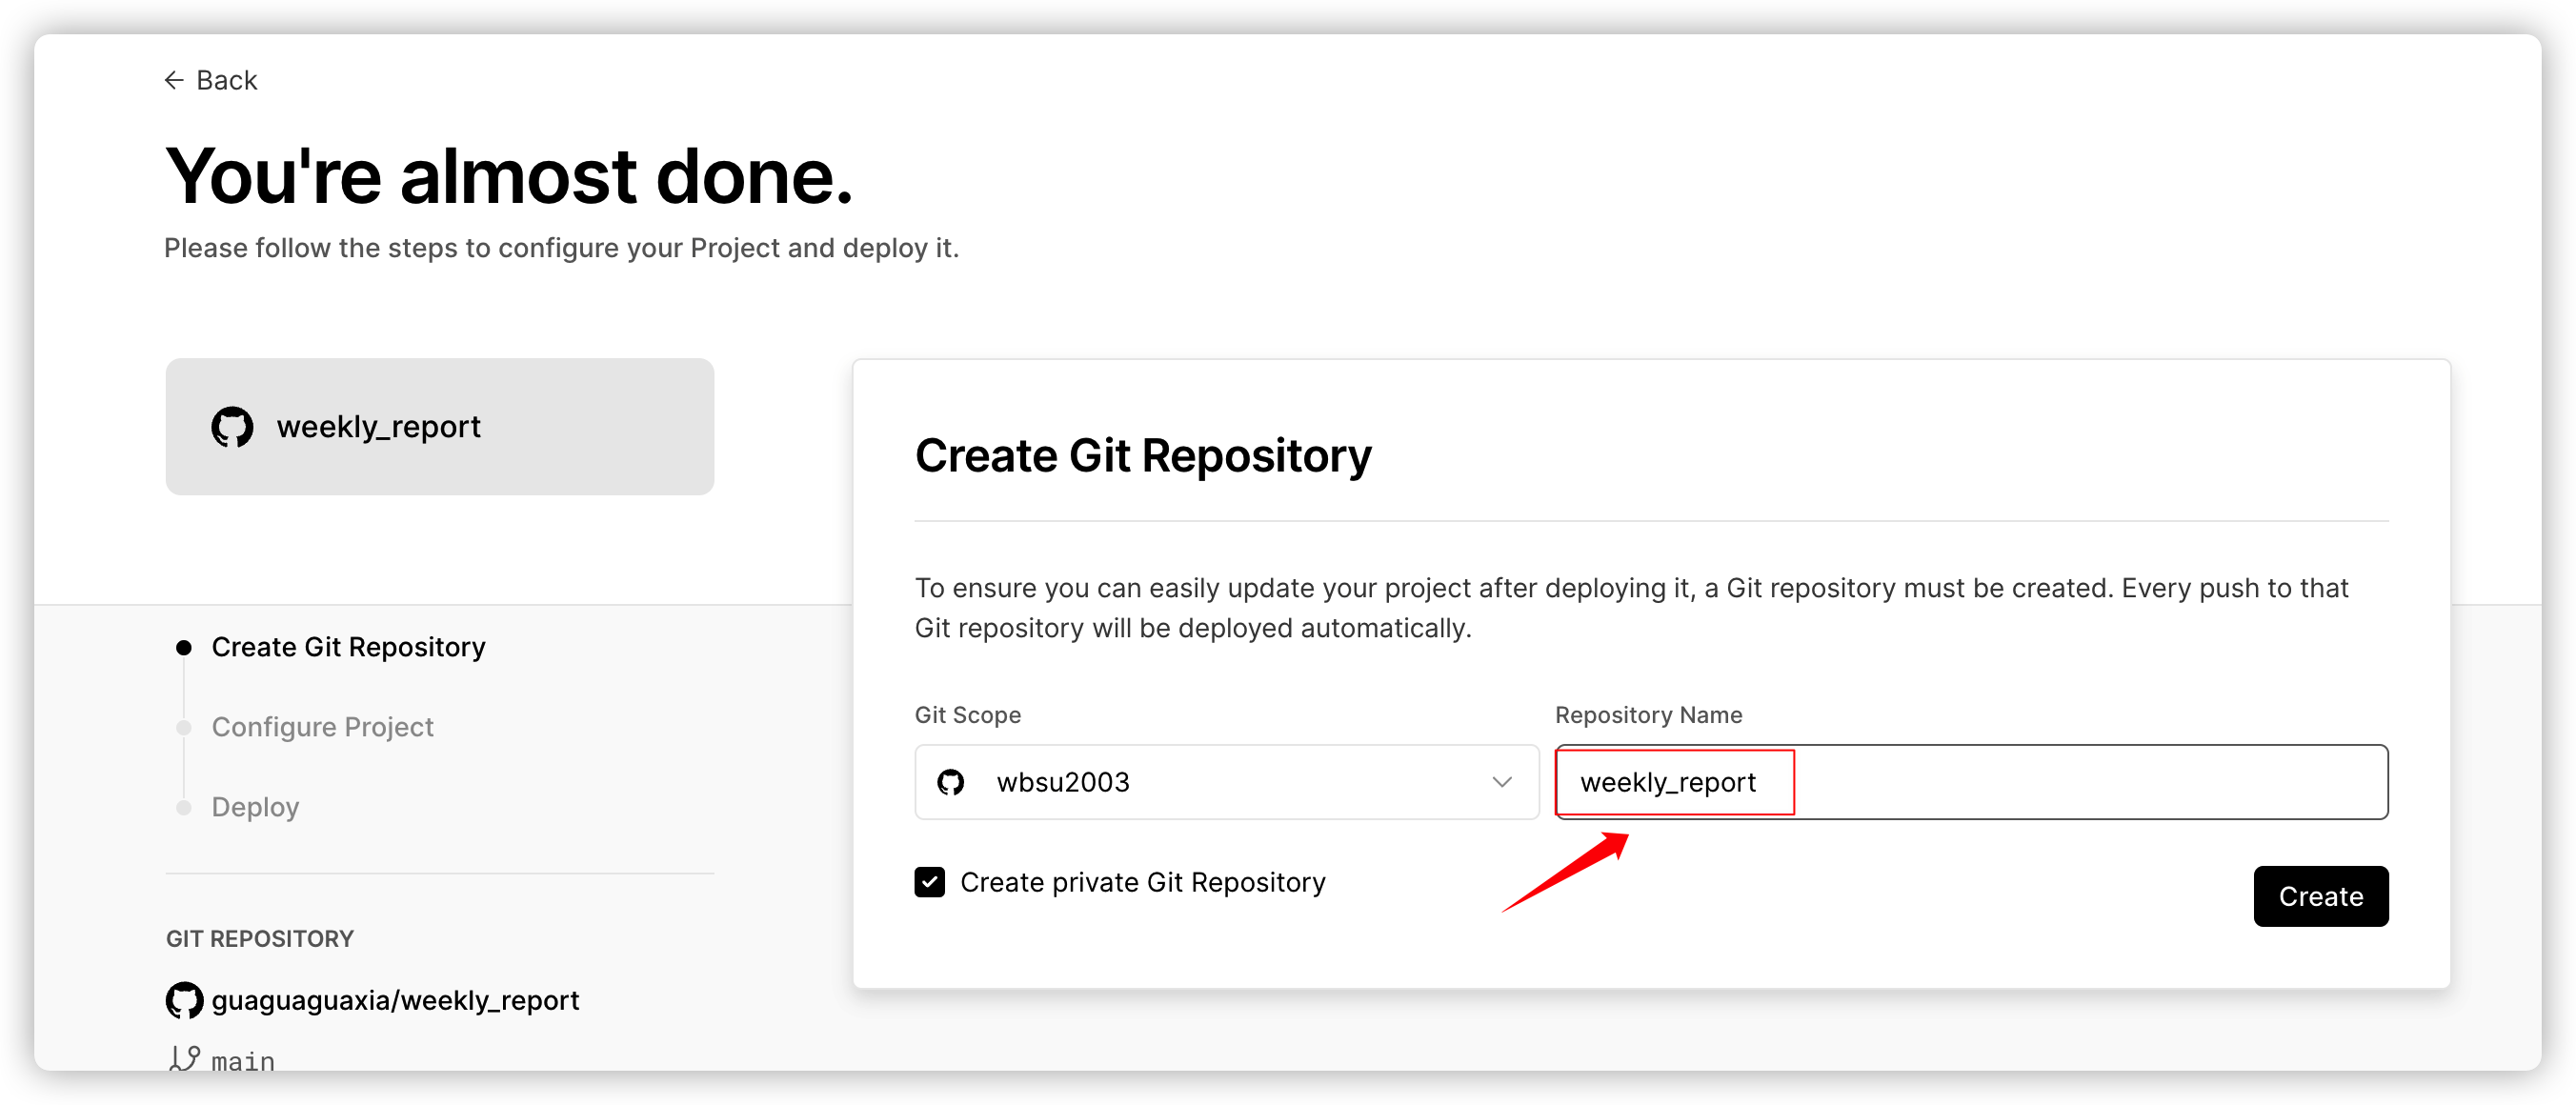 ← Back
You're almost done.
Please follow the steps to configure your Project and deploy it.
weekly_report
Create Git Repository
Configure Project
Deploy
GIT REPOSITORY
guaguaguaxia/weekly_report
main
Create Git Repository
To ensure you can easily update your project after deploying it, a Git repository must be created. Every push to that
Git repository will be deployed automatically.
Git Scope
wbsu2003
Repository Name
weekly_report
Create private Git Repository
Create